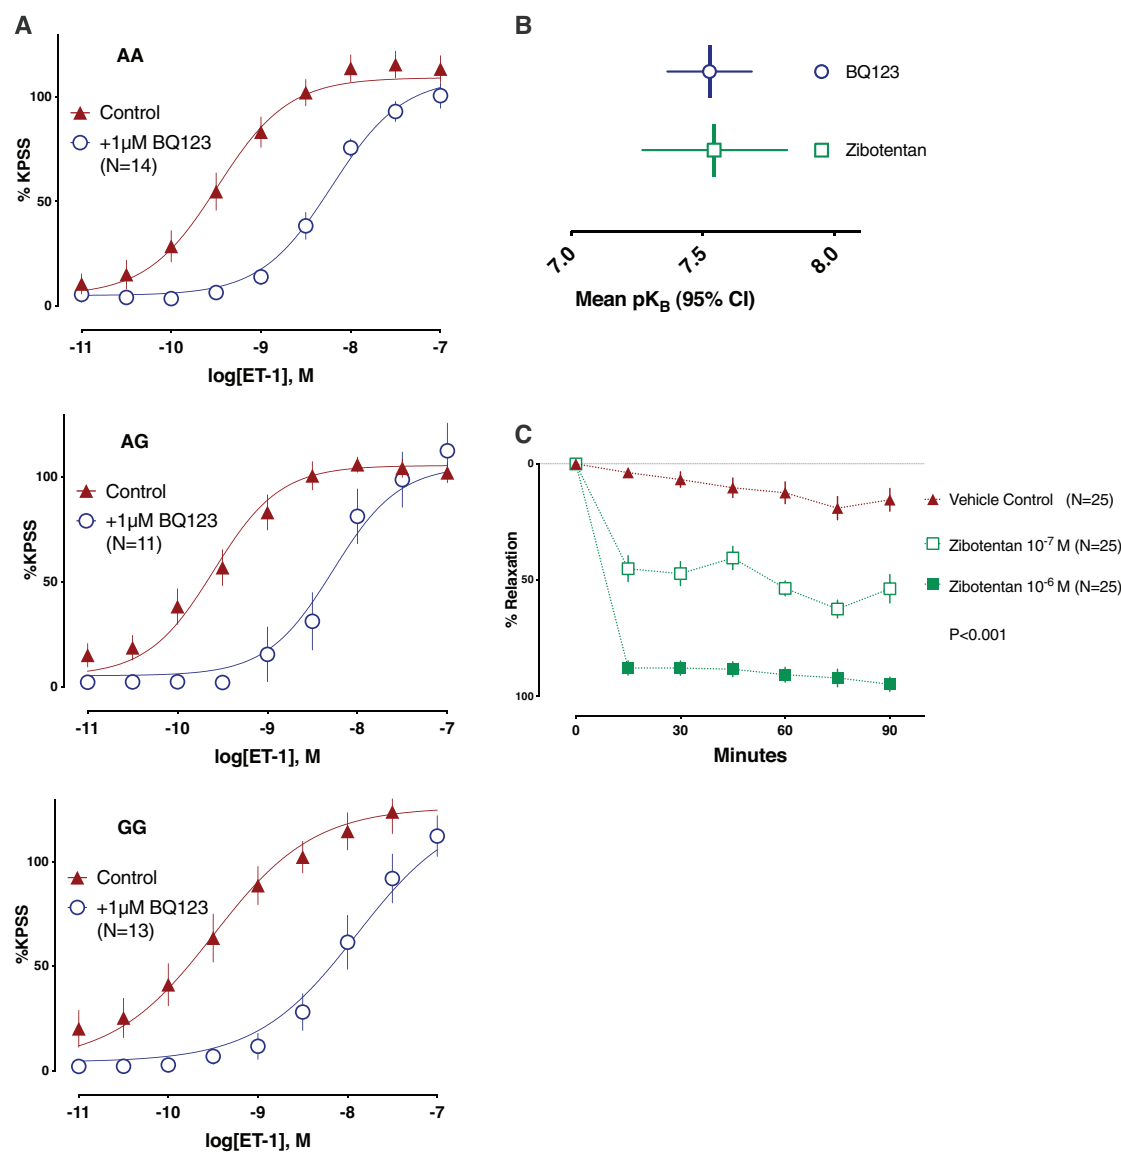 A
AA
Control
+1µM BQ123
(N=14)
% KPSS
100
50
0
-11 -10 -9 -8 -7
log[ET-1], M
AG
Control
+1µM BQ123
(N=11)
%KPSS
100
50
0
-11 -10 -9 -8 -7
log[ET-1], M
GG
Control
+1µM BQ123
(N=13)
%KPSS
100
50
0
-11 -10 -9 -8 -7
log[ET-1], M
B
BQ123
Zibotentan
7.0 7.5 8.0
Mean pKB (95% CI)
C
% Relaxation
0
50
100
0 30 60 90
Minutes
Vehicle Control (N=25)
Zibotentan 10-7 M (N=25)
Zibotentan 10-6 M (N=25)
P<0.001